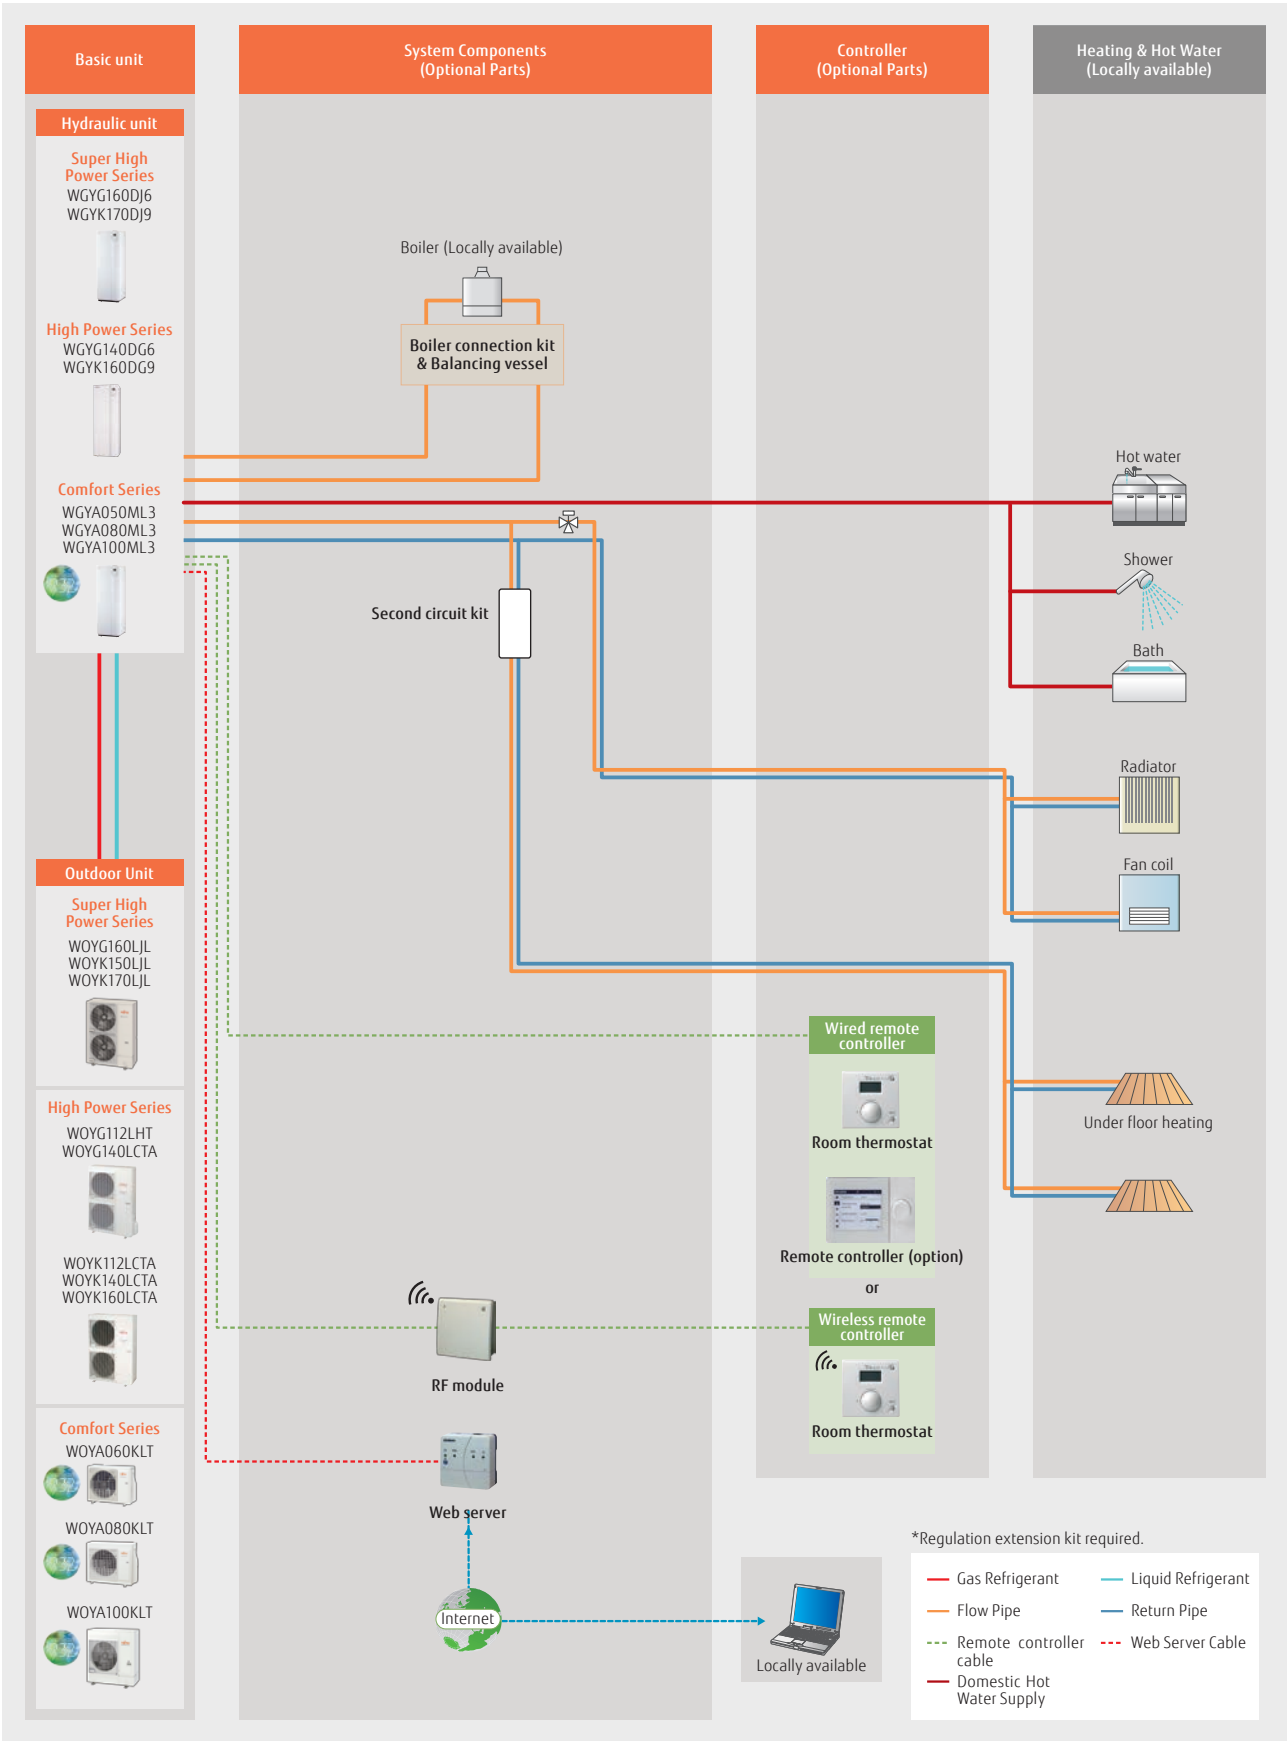 Basic unit
System Components
(Optional Parts)
Controller
(Optional Parts)
Heating & Hot Water
(Locally available)
Hydraulic unit
Super High
Power Series
WGYG160DJ6
WGYK170DJ9
High Power Series
WGYG140DG6
WGYK160DG9
Comfort Series
WGYA050ML3
WGYA080ML3
WGYA100ML3
Outdoor Unit
Super High
Power Series
WOYG160LJL
WOYK150LJL
WOYK170LJL
High Power Series
WOYG112LHT
WOYG140LCTA
WOYK112LCTA
WOYK140LCTA
WOYK160LCTA
Comfort Series
WOYA060KLT
WOYA080KLT
WOYA100KLT
Boiler (Locally available)
Boiler connection kit
& Balancing vessel
Second circuit kit
RF module
Web server
Internet
Wired remote
controller
Room thermostat
Remote controller (option)
or
Wireless remote
controller
Room thermostat
Locally available
Hot water
Shower
Bath
Radiator
Fan coil
Under floor heating
*Regulation extension kit required.
Gas Refrigerant
Liquid Refrigerant
Flow Pipe
Return Pipe
Remote controller
cable
Web Server Cable
Domestic Hot
Water Supply